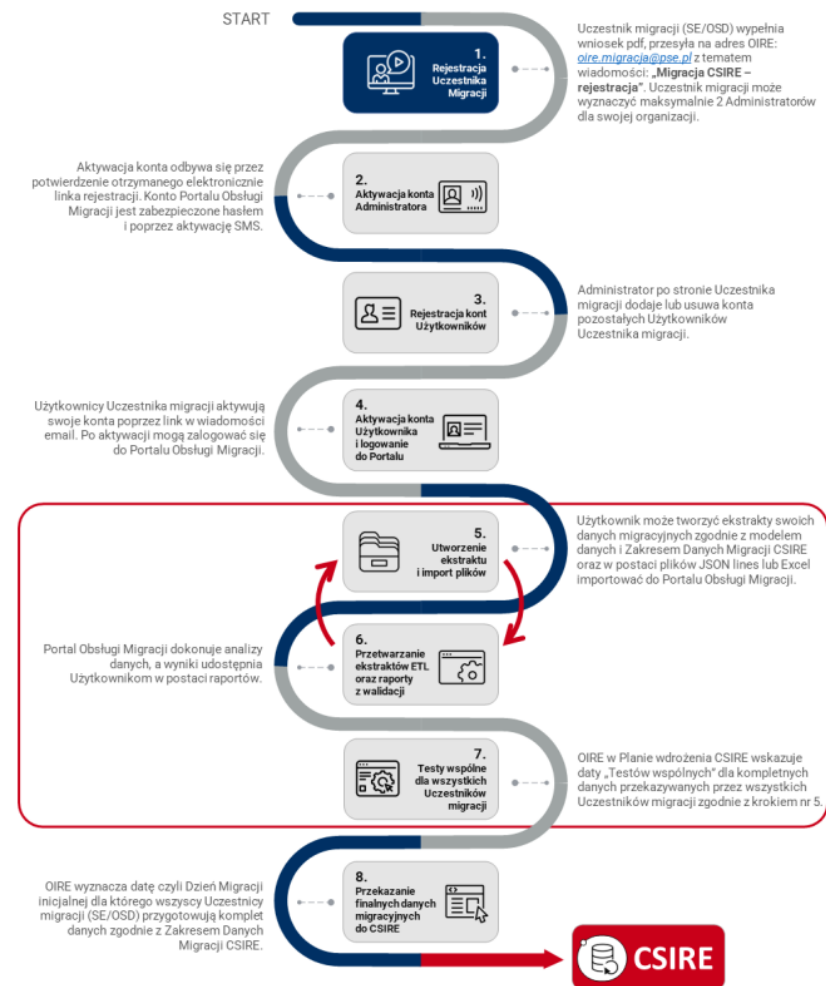 START
1.
Rejestracja
Uczestnika
Migracji
Uczestnik migracji (SE/OSD) wypełnia
wniosek pdf, przesyła na adres OIRE:
oire.migracja@pse.pl z tematem
wiadomości: „Migracja CSIRE –
rejestracja”. Uczestnik migracji może
wyznaczyć maksymalnie 2 Administratorów
dla swojej organizacji.
Aktywacja konta odbywa się przez
potwierdzenie otrzymanego elektronicznie
linka rejestracji. Konto Portalu Obsługi
Migracji jest zabezpieczone hasłem
i poprzez aktywację SMS.
2.
Aktywacja konta
Administratora
3.
Rejestracja kont
Użytkowników
Administrator po stronie Uczestnika
migracji dodaje lub usuwa konta
pozostałych Użytkowników
Uczestnika migracji.
Użytkownicy Uczestnika migracji aktywują
swoje konta poprzez link w wiadomości
email. Po aktywacji mogą zalogować się
do Portalu Obsługi Migracji.
4.
Aktywacja konta
Użytkownika
i logowanie
do Portalu
5.
Utworzenie
ekstraktu
i import plików
Użytkownik może tworzyć ekstrakty swoich
danych migracyjnych zgodnie z modelem
danych i Zakresem Danych Migracji CSIRE
oraz w postaci plików JSON lines lub Excel
importować do Portalu Obsługi Migracji.
Portal Obsługi Migracji dokonuje analizy
danych, a wyniki udostępnia
Użytkownikom w postaci raportów.
6.
Przetwarzanie
ekstraktów ETL
oraz raporty
z walidacji
7.
Testy wspólne
dla wszystkich
Uczestników
migracji
OIRE w Planie wdrożenia CSIRE wskazuje
daty „Testów wspólnych” dla kompletnych
danych przekazywanych przez wszystkich
Uczestników migracji zgodnie z krokiem nr 5.
OIRE wyznacza datę czyli Dzień Migracji
inicjalnej dla którego wszyscy Uczestnicy
migracji (SE/OSD) przygotowują komplet
danych zgodnie z Zakresem Danych
Migracji CSIRE.
8.
Przekazanie
finalnych danych
migracyjnych
do CSIRE
CSIRE